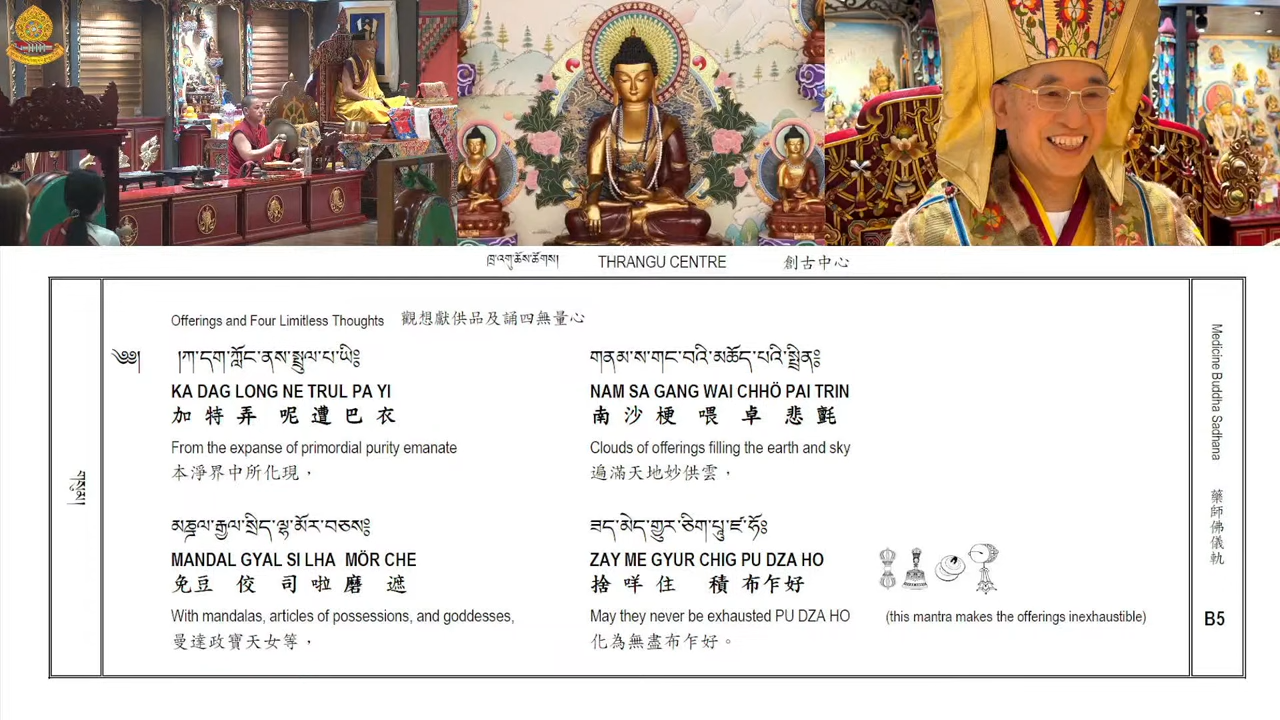 ཁྲ་འགུ་ཆོས་ཚོགས། THRANGU CENTRE 創古中心
Offerings and Four Limitless Thoughts 觀想獻供品及誦四無量心
༄༅། །ཀ་དག་ཀློང་ནས་སྤྲུལ་པ་ཡི༔ གནམ་ས་གང་བའི་མཆོད་པའི་སྤྲིན༔
KA DAG LONG NE TRUL PA YI NAM SA GANG WAI CHHÖ PAI TRIN
加 特 弄 呢 遭 巴 衣 南 沙 梗 喂 卓 悲 氈
From the expanse of primordial purity emanate Clouds of offerings filling the earth and sky
本淨界中所化現， 遍滿天地妙供雲，
མཎྜལ་རྒྱལ་སྲིད་ལྷ་མོར་བཅས༔ ཟད་མེད་གྱུར་ཅིག་པཱུ་ཛ་ཧོ༔
MANDAL GYAL SI LHA MÖR CHE ZAY ME GYUR CHIG PU DZA HO
免豆 佼 司 啦 磨 遮 捨 咩 住 積 布乍好
With mandalas, articles of possessions, and goddesses, May they never be exhausted PU DZA HO (this mantra makes the offerings inexhaustible)
曼達政寶天女等， 化為無盡布乍好。
གསུམ།
Medicine Buddha Sadhana 藥師佛儀軌
B5